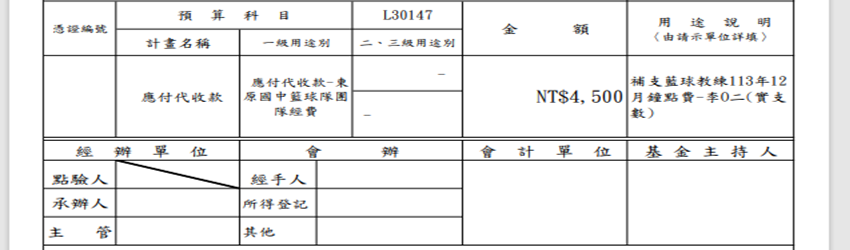 憑證編號
預 算 科 目
L30147
金 額
用 途 說 明
（由請示單位詳填）
計畫名稱
一級用途別
二、三級用途別
應付代收款
應付代收款-東
原國中籃球隊團
隊經費
–
–
NT$4,500
補支籃球教練113年12
月鐘點費-李O二(實支
數)
經 辦 單 位
會 辦
會 計 單 位
基 金 主 持 人
點驗人
經手人
承辦人
所得登記
主 管
其他